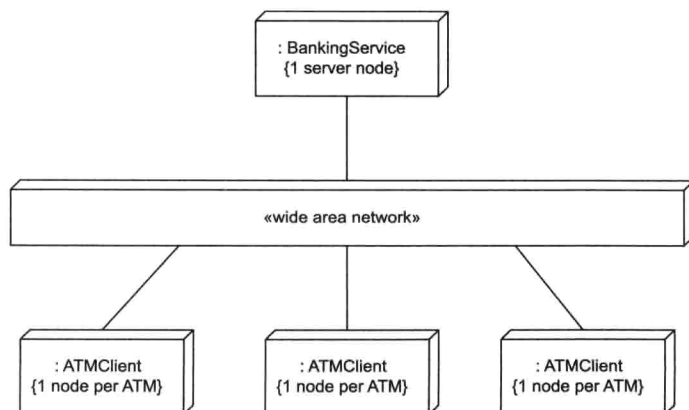 : BankingService
{1 server node}
«wide area network»
: ATMClient
{1 node per ATM}
: ATMClient
{1 node per ATM}
: ATMClient
{1 node per ATM}